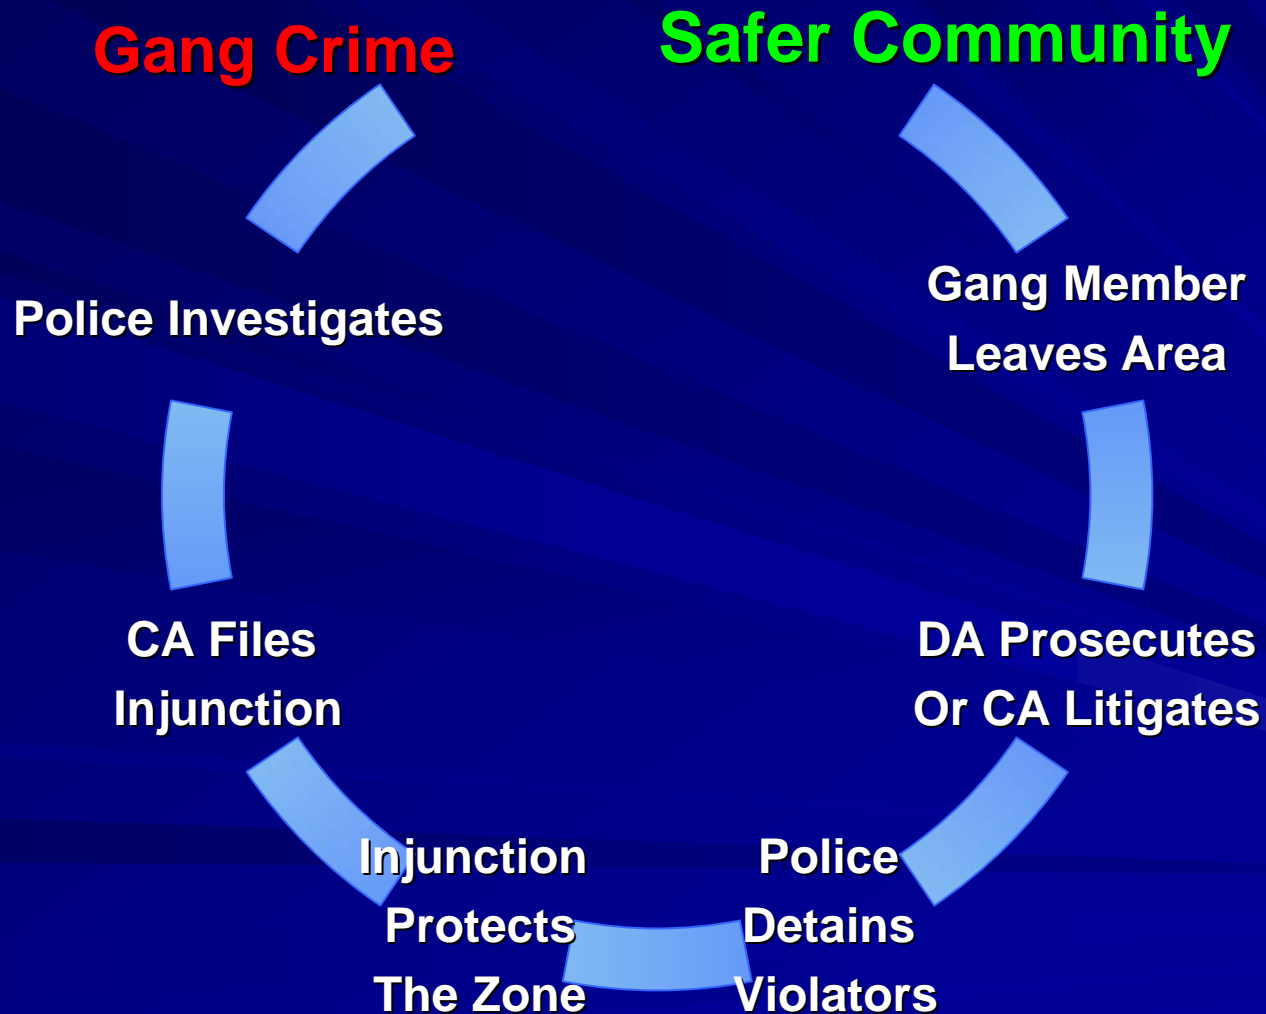 Gang Crime
Safer Community
Police Investigates
Gang Member
Leaves Area
CA Files
Injunction
DA Prosecutes
Or CA Litigates
Injunction
Protects
The Zone
Police
Detains
Violators